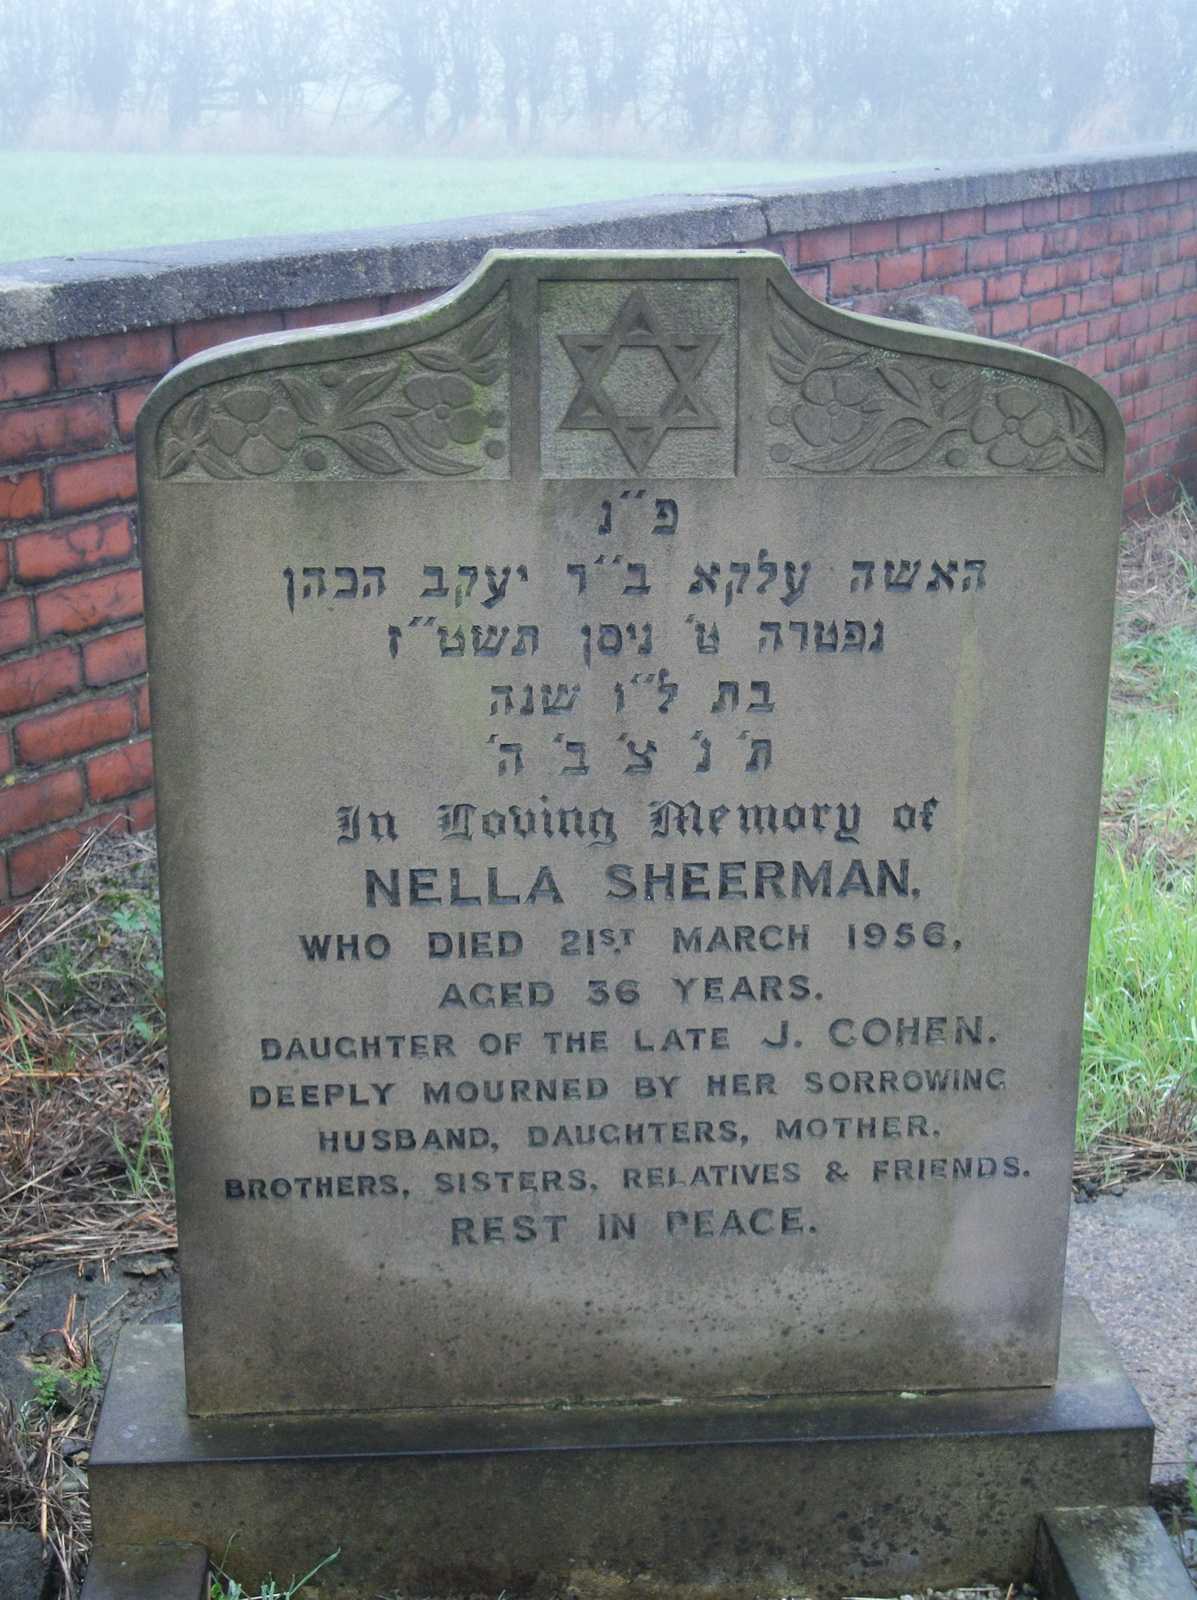 פ״נ
האשה עלקא ב״ר יעקב הכהן
נפטרה ט׳ ניסן תשט״ז
בת ל״ו שנה
ת׳ נ׳ צ׳ ב׳ ה׳
In Loving Memory of
NELLA SHEERMAN,
WHO DIED 21ST MARCH 1956,
AGED 36 YEARS.
DAUGHTER OF THE LATE J. COHEN.
DEEPLY MOURNED BY HER SORROWING
HUSBAND, DAUGHTERS, MOTHER,
BROTHERS, SISTERS, RELATIVES & FRIENDS.
REST IN PEACE.